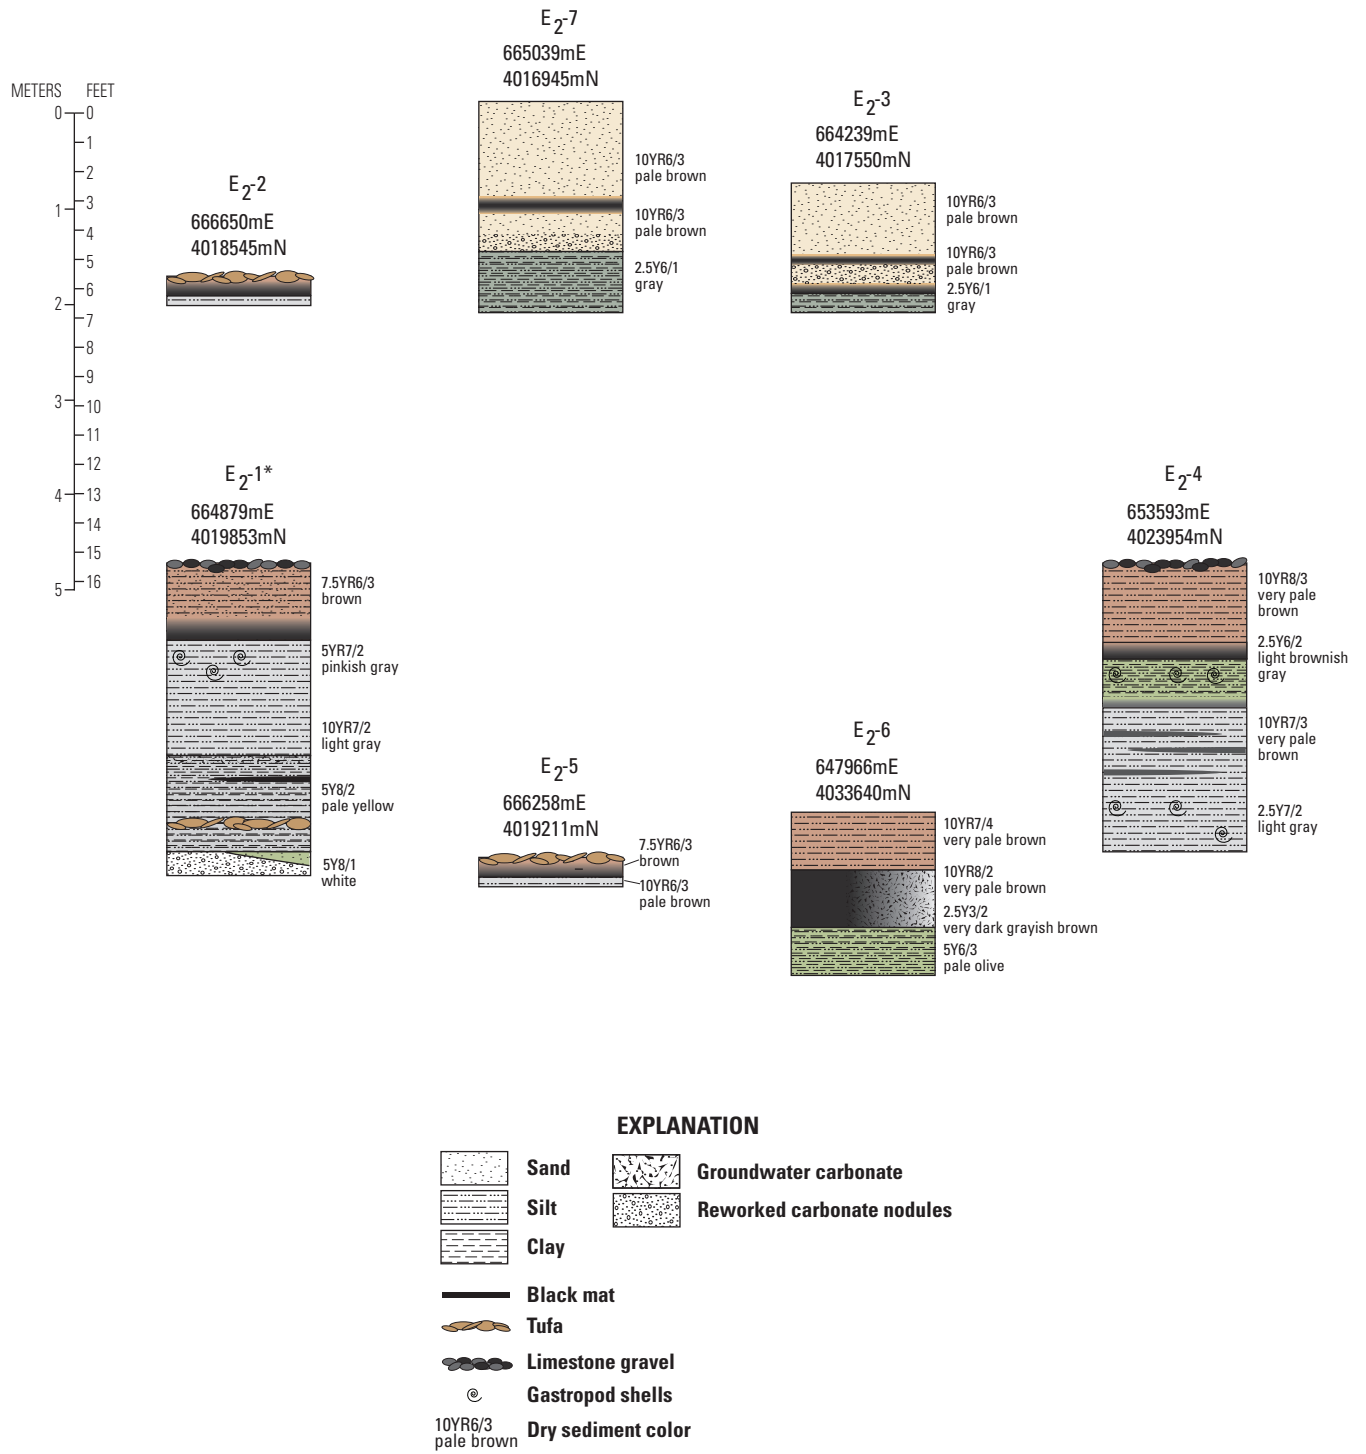 METERS FEET
0 0
1
2
1 3
4
5
6
2
7
8
9
3 10
11
12
4 13
14
15
5 16
E2-7
665039mE
4016945mN
10YR6/3
pale brown
10YR6/3
pale brown
2.5Y6/1
gray
E2-3
664239mE
4017550mN
10YR6/3
pale brown
10YR6/3
pale brown
2.5Y6/1
gray
E2-2
666650mE
4018545mN
E2-1*
664879mE
4019853mN
7.5YR6/3
brown
5YR7/2
pinkish gray
10YR7/2
light gray
5Y8/2
pale yellow
5Y8/1
white
E2-5
666258mE
4019211mN
7.5YR6/3
brown
10YR6/3
pale brown
E2-6
647966mE
4033640mN
10YR7/4
very pale brown
10YR8/2
very pale brown
2.5Y3/2
very dark grayish brown
5Y6/3
pale olive
E2-4
653593mE
4023954mN
10YR8/3
very pale
brown
2.5Y6/2
light brownish
gray
10YR7/3
very pale
brown
2.5Y7/2
light gray
EXPLANATION
Sand
Silt
Clay
Groundwater carbonate
Reworked carbonate nodules
Black mat
Tufa
Limestone gravel
Gastropod shells
10YR6/3
pale brown
Dry sediment color